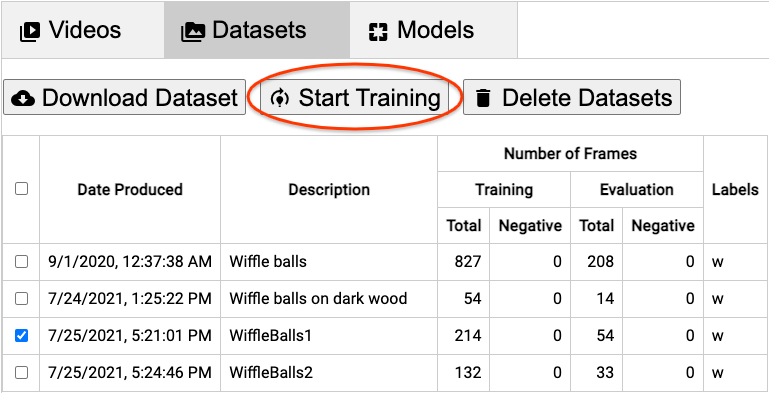 Videos Datasets Models
Download Dataset Start Training Delete Datasets
Number of Frames
Date Produced Description Training Evaluation Labels
Total Negative Total Negative
9/1/2020, 12:37:38 AM Wiffle balls 827 0 208 0 w
7/24/2021, 1:25:22 PM Wiffle balls on dark wood 54 0 14 0 w
7/25/2021, 5:21:01 PM WiffleBalls1 214 0 54 0 w
7/25/2021, 5:24:46 PM WiffleBalls2 132 0 33 0 w